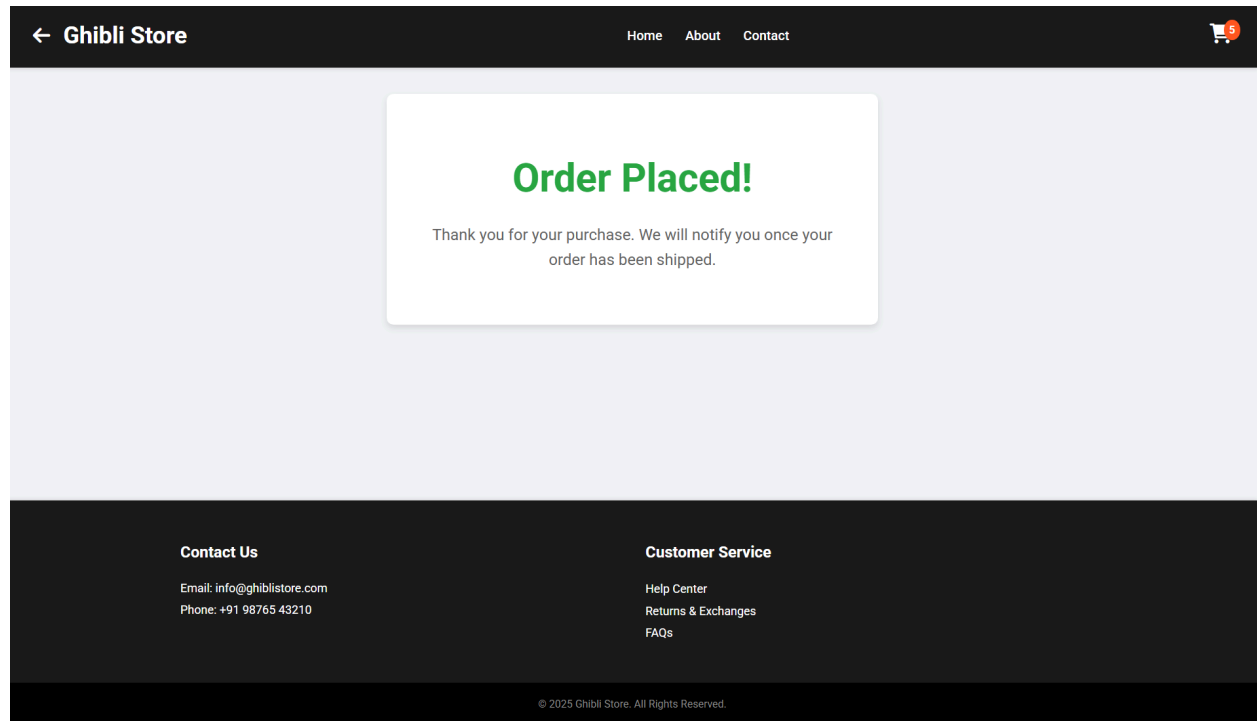 Ghibli Store
Home About Contact
5
Order Placed!
Thank you for your purchase. We will notify you once your
order has been shipped.
Contact Us
Email: info@ghiblistore.com
Phone: +91 98765 43210
Customer Service
Help Center
Returns & Exchanges
FAQs
© 2025 Ghibli Store. All Rights Reserved.